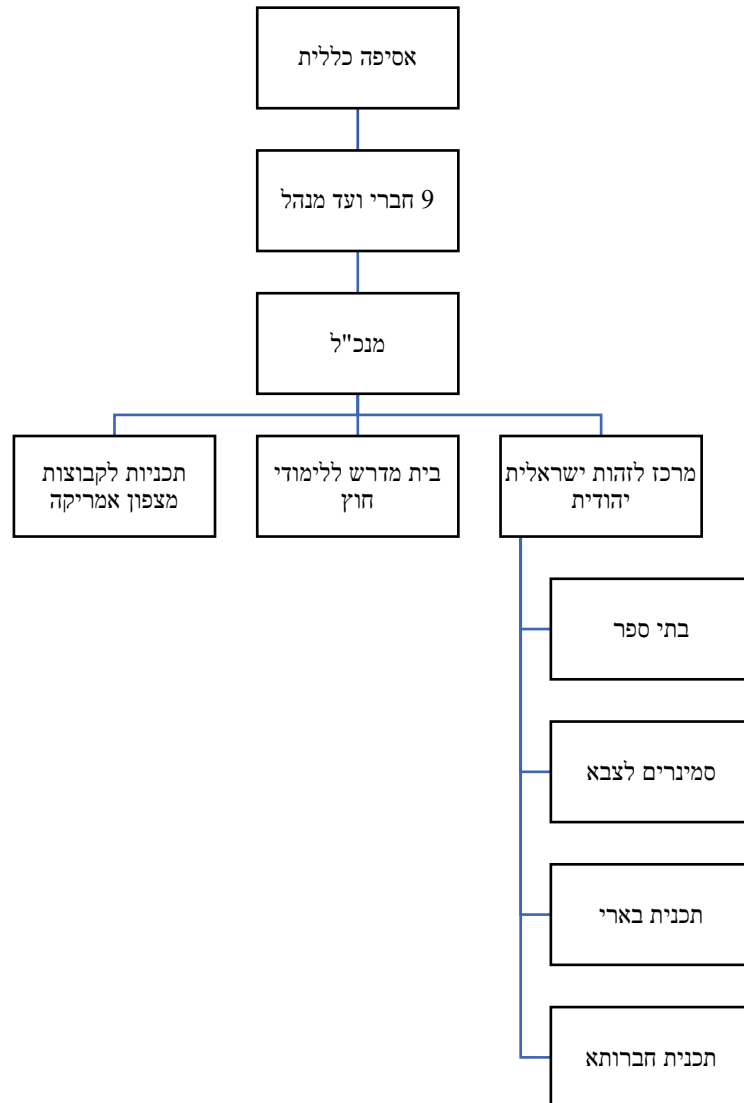 אסיפה כללית
9 חברי ועד מנהל
מנכ"ל
מרכז לזהות ישראלית
יהודית
בית מדרש ללימודי
חוץ
תכניות לקבוצות
מצפון אמריקה
בתי ספר
סמינרים לצבא
תכנית בארי
תכנית חברותא